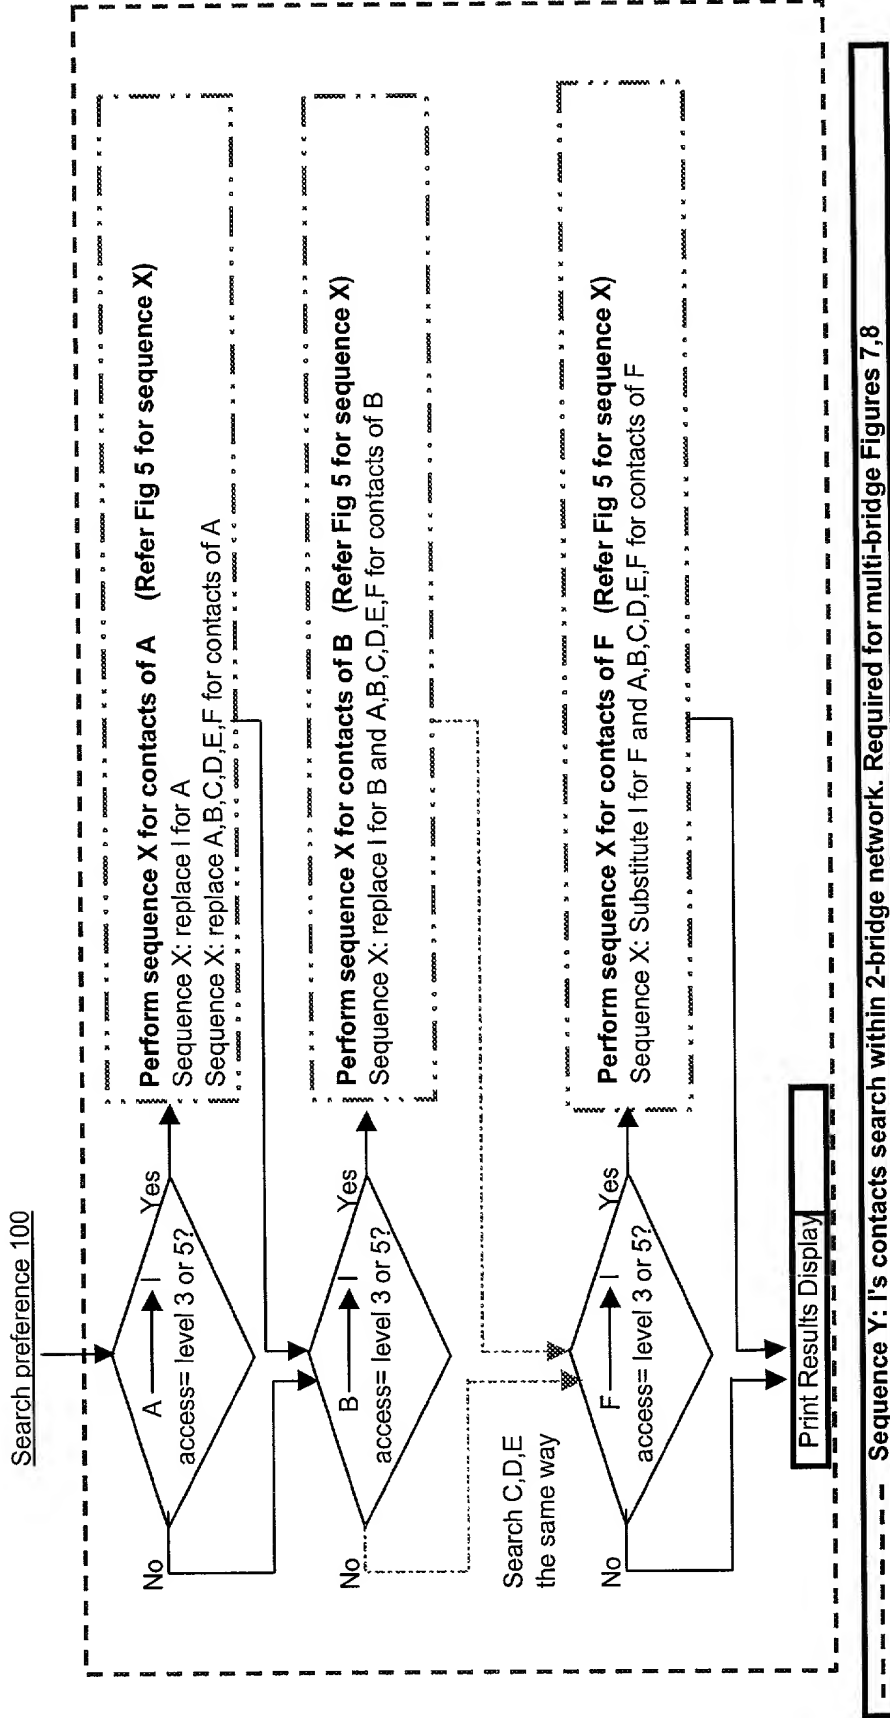 Search preference 100
A I
access= level 3 or 5?
Yes
No
Perform sequence X for contacts of A (Refer Fig 5 for sequence X)
Sequence X: replace I for A
Sequence X: replace A,B,C,D,E,F for contacts of A
B I
access= level 3 or 5?
Yes
No
Perform sequence X for contacts of B (Refer Fig 5 for sequence X)
Sequence X: replace I for B and A,B,C,D,E,F for contacts of B
Search C,D,E
the same way
F I
access= level 3 or 5?
Yes
No
Perform sequence X for contacts of F (Refer Fig 5 for sequence X)
Sequence X: Substitute I for F and A,B,C,D,E,F for contacts of F
Print Results Display
Sequence Y: I's contacts search within 2-bridge network. Required for multi-bridge Figures 7,8